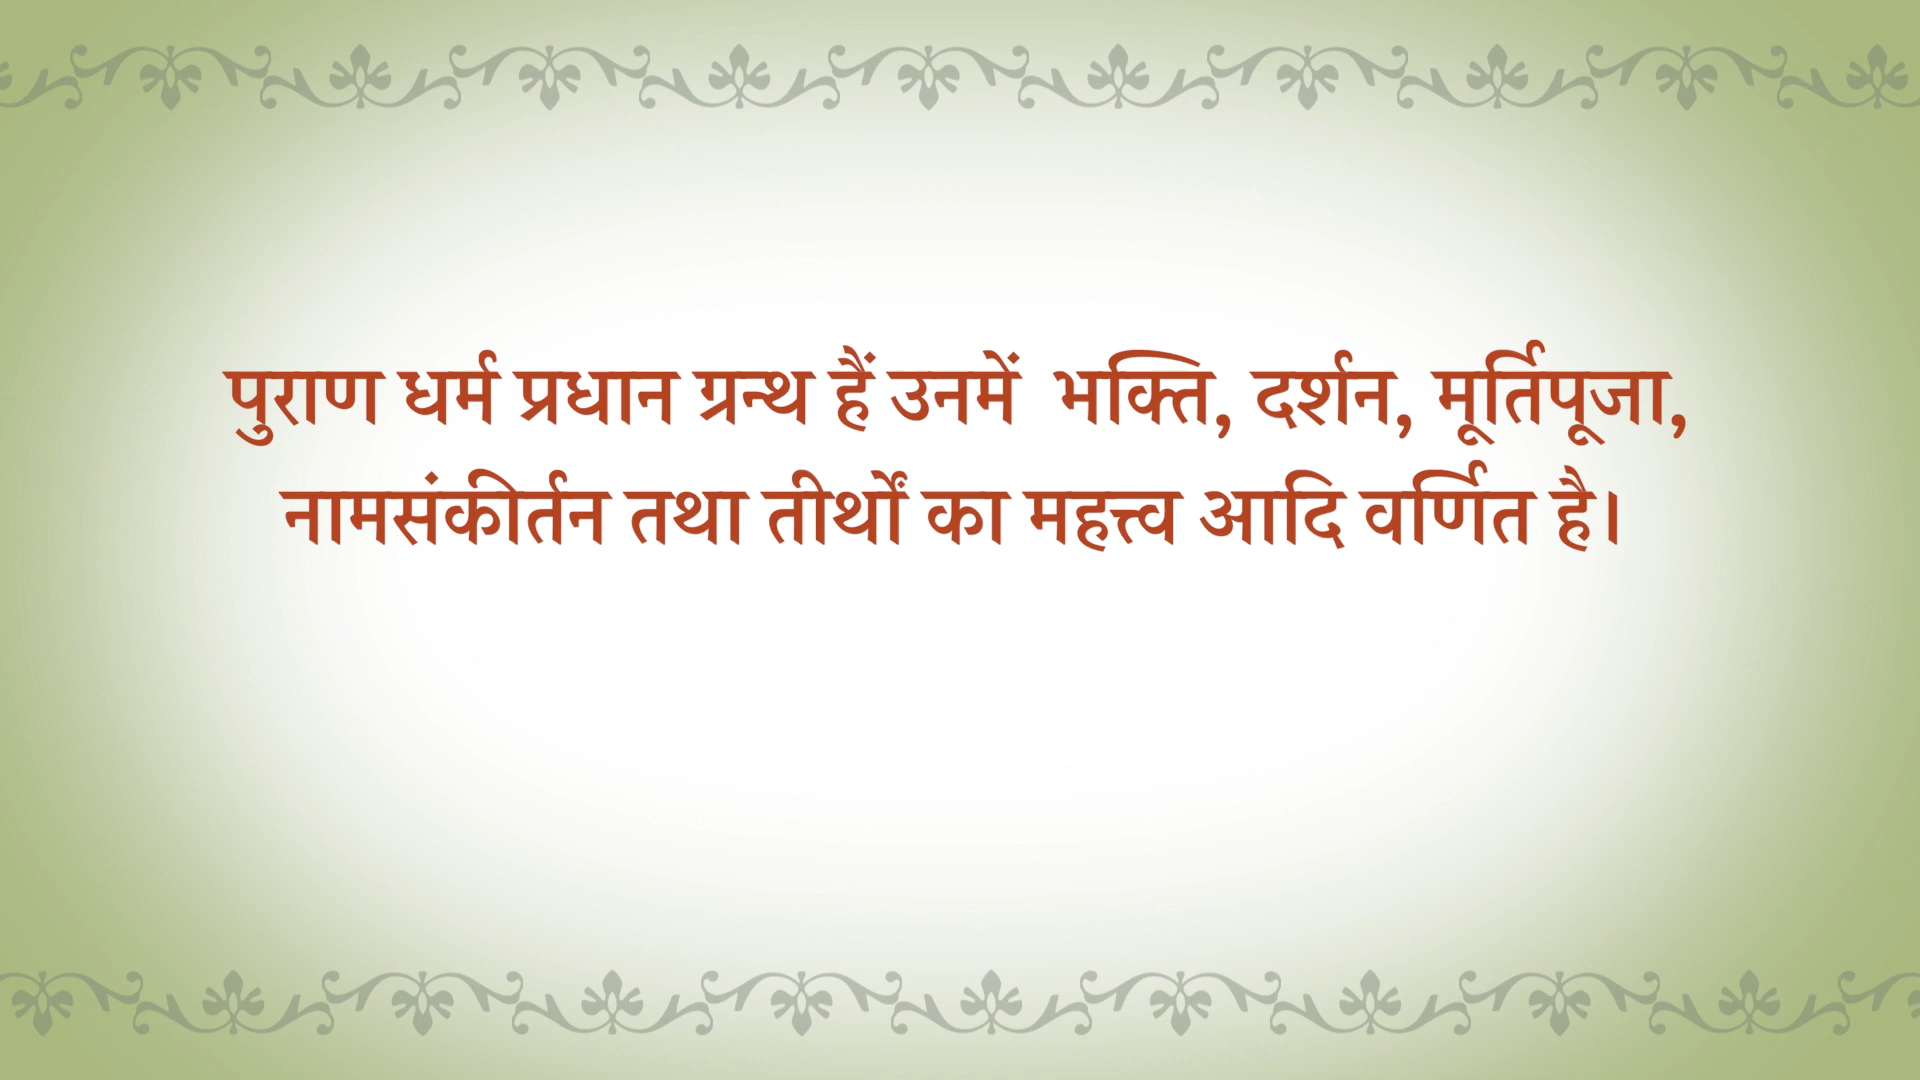 पुराण धर्म प्रधान ग्रन्थ हैं उनमें  भक्ति, दर्शन, मूर्तिपूजा,
नामसंकीर्तन तथा तीर्थों का महत्त्व आदि वर्णित है।